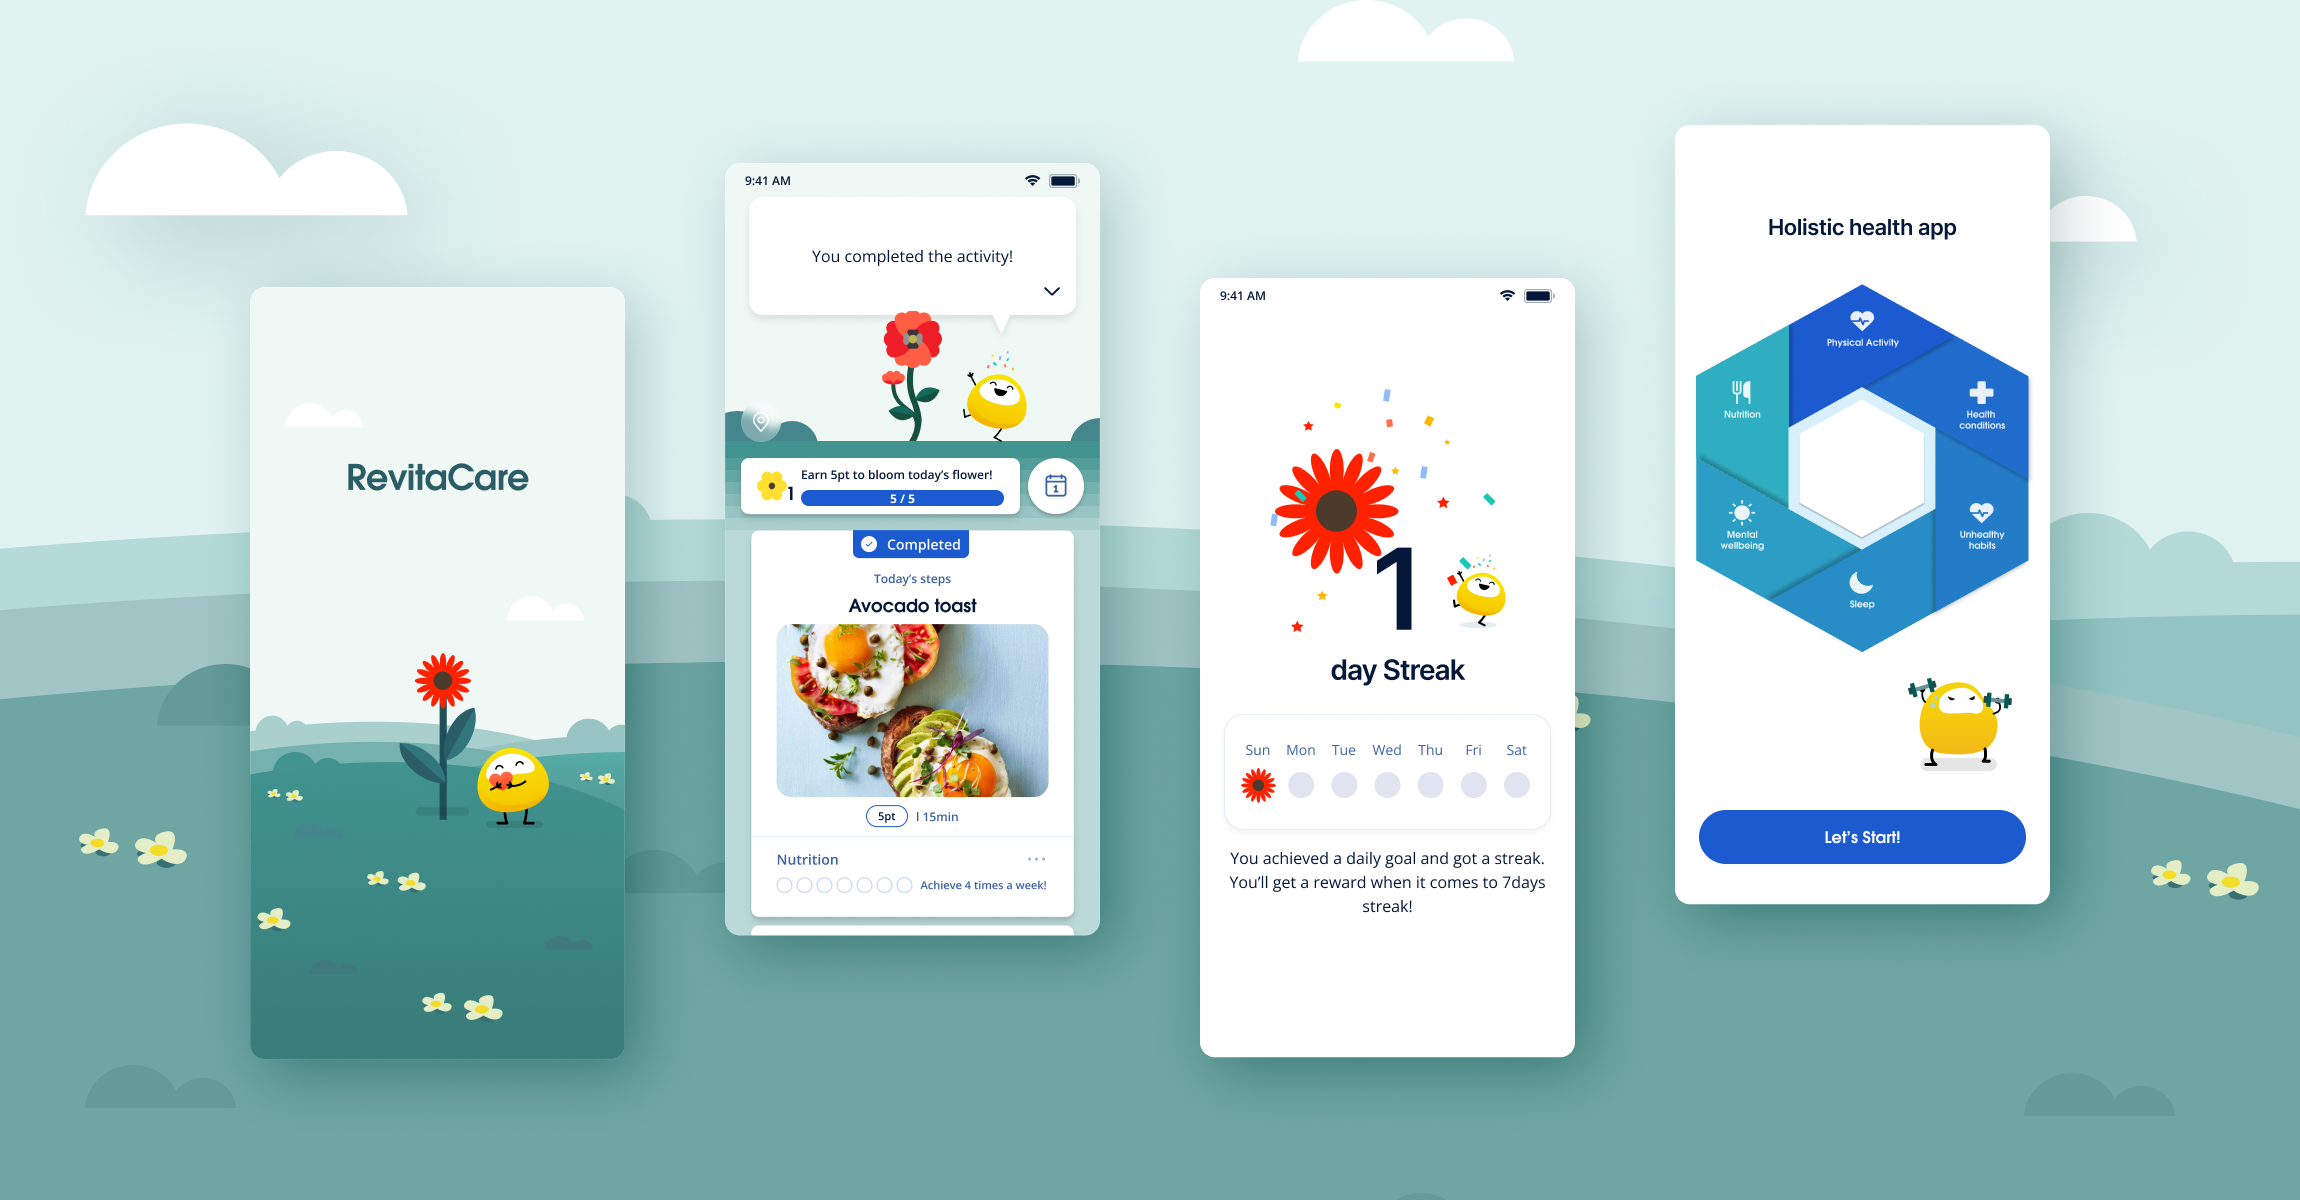 RevitaCare
9:41 AM
You completed the activity!
1
Earn 5pt to bloom today's flower!
5 / 5
1
Completed
Today's steps
Avocado toast
5pt
l 15min
Nutrition
Achieve 4 times a week!
9:41 AM
1
day Streak
Sun Mon Tue Wed Thu Fri Sat
You achieved a daily goal and got a streak.
You'll get a reward when it comes to 7days
streak!
Holistic health app
Physical Activity
Nutrition
Health
conditions
Mental
wellbeing
Unhealthy
habits
Sleep
Let's Start!